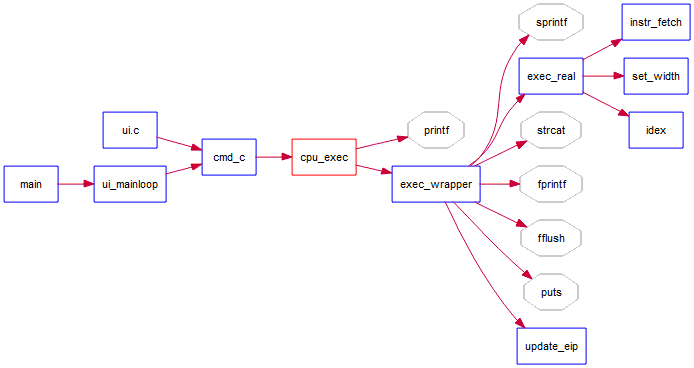 sprintf
instr_fetch
exec_real
set_width
ui.c
printf
strcat
idex
cmd_c
cpu_exec
main
ui_mainloop
exec_wrapper
fprintf
fflush
puts
update_eip